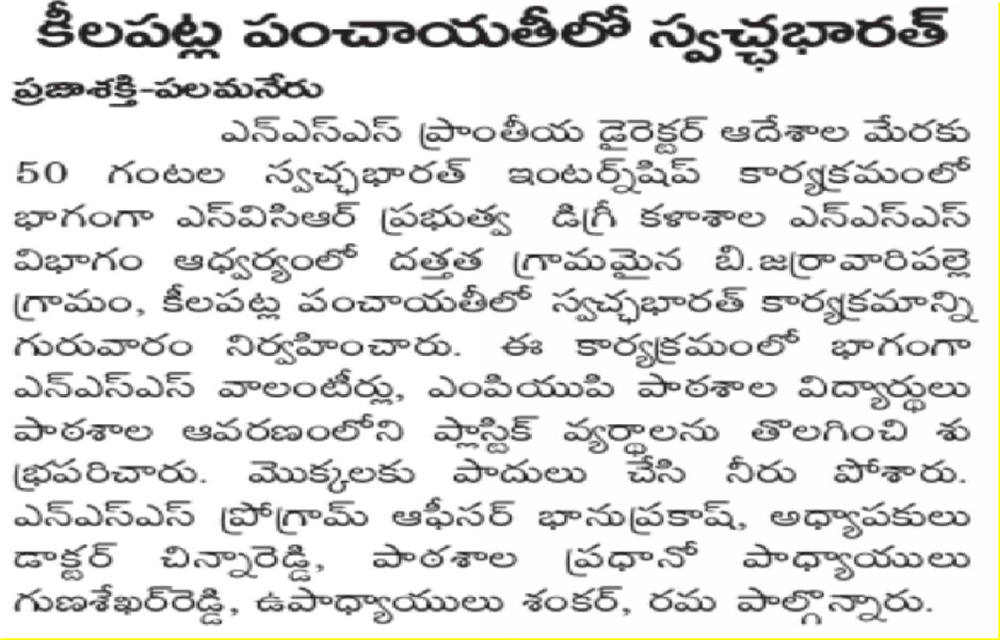 కీలపట్ల పంచాయతీలో స్వచ్ఛభారత్
ప్రజాశక్తి-పలమనేరు
ఎన్ఎస్ఎస్ ప్రాంతీయ డైరెక్టర్ ఆదేశాల మేరకు
50 గంటల స్వచ్ఛభారత్ ఇంటర్న్‌షిప్ కార్యక్రమంలో
భాగంగా ఎస్‌విసిఆర్ ప్రభుత్వ డిగ్రీ కళాశాల ఎన్ఎస్ఎస్
విభాగం ఆధ్వర్యంలో దత్తత గ్రామమైన బి.జర్రావారిపల్లె
గ్రామం, కీలపట్ల పంచాయతీలో స్వచ్ఛభారత్ కార్యక్రమాన్ని
గురువారం నిర్వహించారు. ఈ కార్యక్రమంలో భాగంగా
ఎన్ఎస్ఎస్ వాలంటీర్లు, ఎంపియుపి పాఠశాల విద్యార్థులు
పాఠశాల ఆవరణంలోని ప్లాస్టిక్ వ్యర్థాలను తొలగించి శు
భ్రపరిచారు. మొక్కలకు పాదులు చేసి నీరు పోశారు.
ఎన్ఎస్ఎస్ ప్రోగ్రామ్ ఆఫీసర్ భానుప్రకాష్, అధ్యాపకులు
డాక్టర్ చిన్నారెడ్డి, పాఠశాల ప్రధానో పాధ్యాయులు
గుణశేఖర్‌రెడ్డి, ఉపాధ్యాయులు శంకర్, రమ పాల్గొన్నారు.